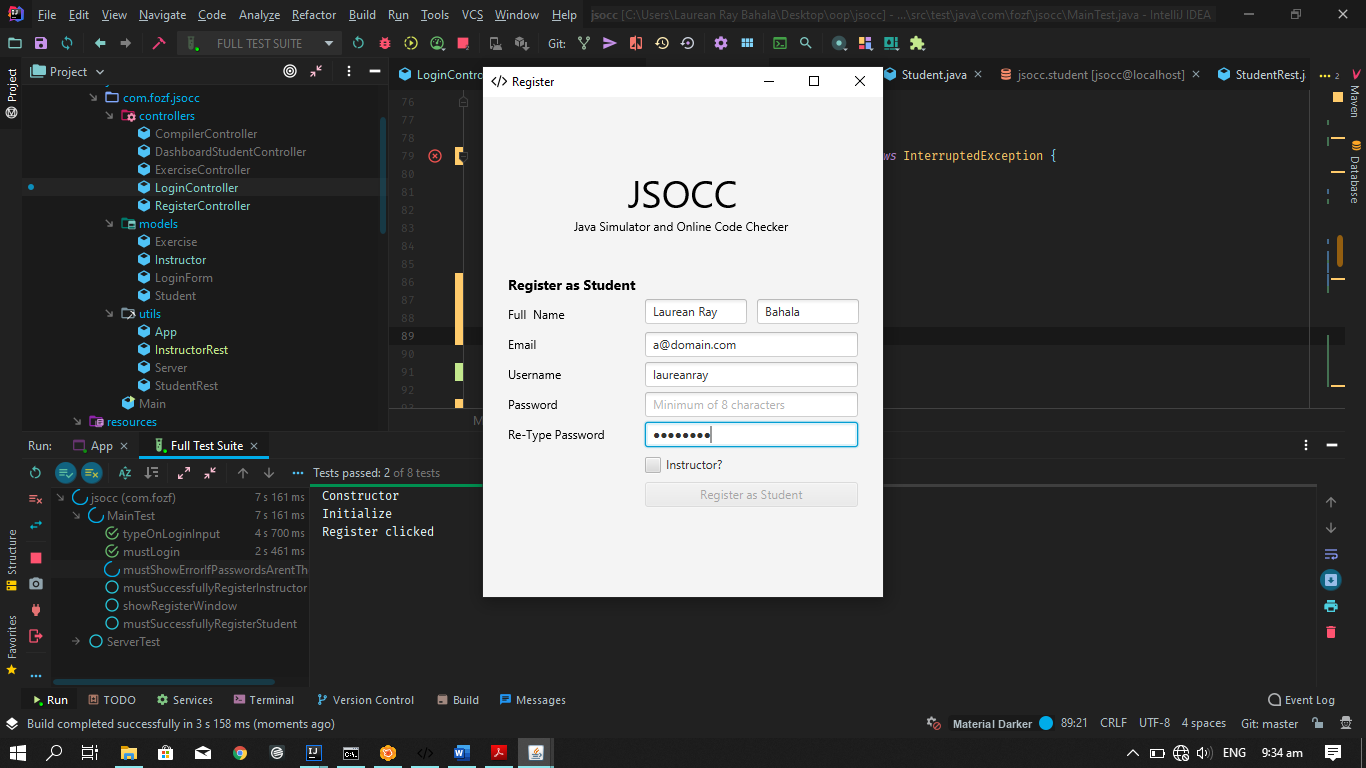 File Edit View Navigate Code Analyze Refactor Build Run Tools VCS Window Help jsocc [C:\Users\Laurean Ray Bahala\Desktop\oop\jsocc] - ...\src\test\java\com\fozf\jsocc\MainTest.java - IntelliJ IDEA
FULL TEST SUITE Git:
Project
LoginContro
Student.java
jsocc.student [jsocc@localhost]
StudentRest.j
2
Project
Maven
Database
Structure
Favorites
com.fozf.jsocc
controllers
CompilerController
DashboardStudentController
ExerciseController
LoginController
RegisterController
models
Exercise
Instructor
LoginForm
Student
utils
App
InstructorRest
Server
StudentRest
Main
resources
76
77
78
79
ws InterruptedException {
80
81
82
83
84
85
86
87
88
89
90
91
92
Register
JSOCC
Java Simulator and Online Code Checker
Register as Student
Full Name Laurean Ray Bahala
Email a@domain.com
Username laureanray
Password Minimum of 8 characters
Re-Type Password ••••••••
Instructor?
Register as Student
Run: App Full Test Suite
Tests passed: 2 of 8 tests
jsocc (com.fozf) 7 s 161 ms
MainTest 7 s 161 ms
typeOnLoginInput 4 s 700 ms
mustLogin 2 s 461 ms
mustShowErrorIfPasswordsArentTh
mustSuccessfullyRegisterInstructor
showRegisterWindow
mustSuccessfullyRegisterStudent
ServerTest
Constructor
Initialize
Register clicked
Run TODO Services Terminal Version Control Build Messages Event Log
Build completed successfully in 3 s 158 ms (moments ago) Material Darker 89:21 CRLF UTF-8 4 spaces Git: master
ENG 9:34 am